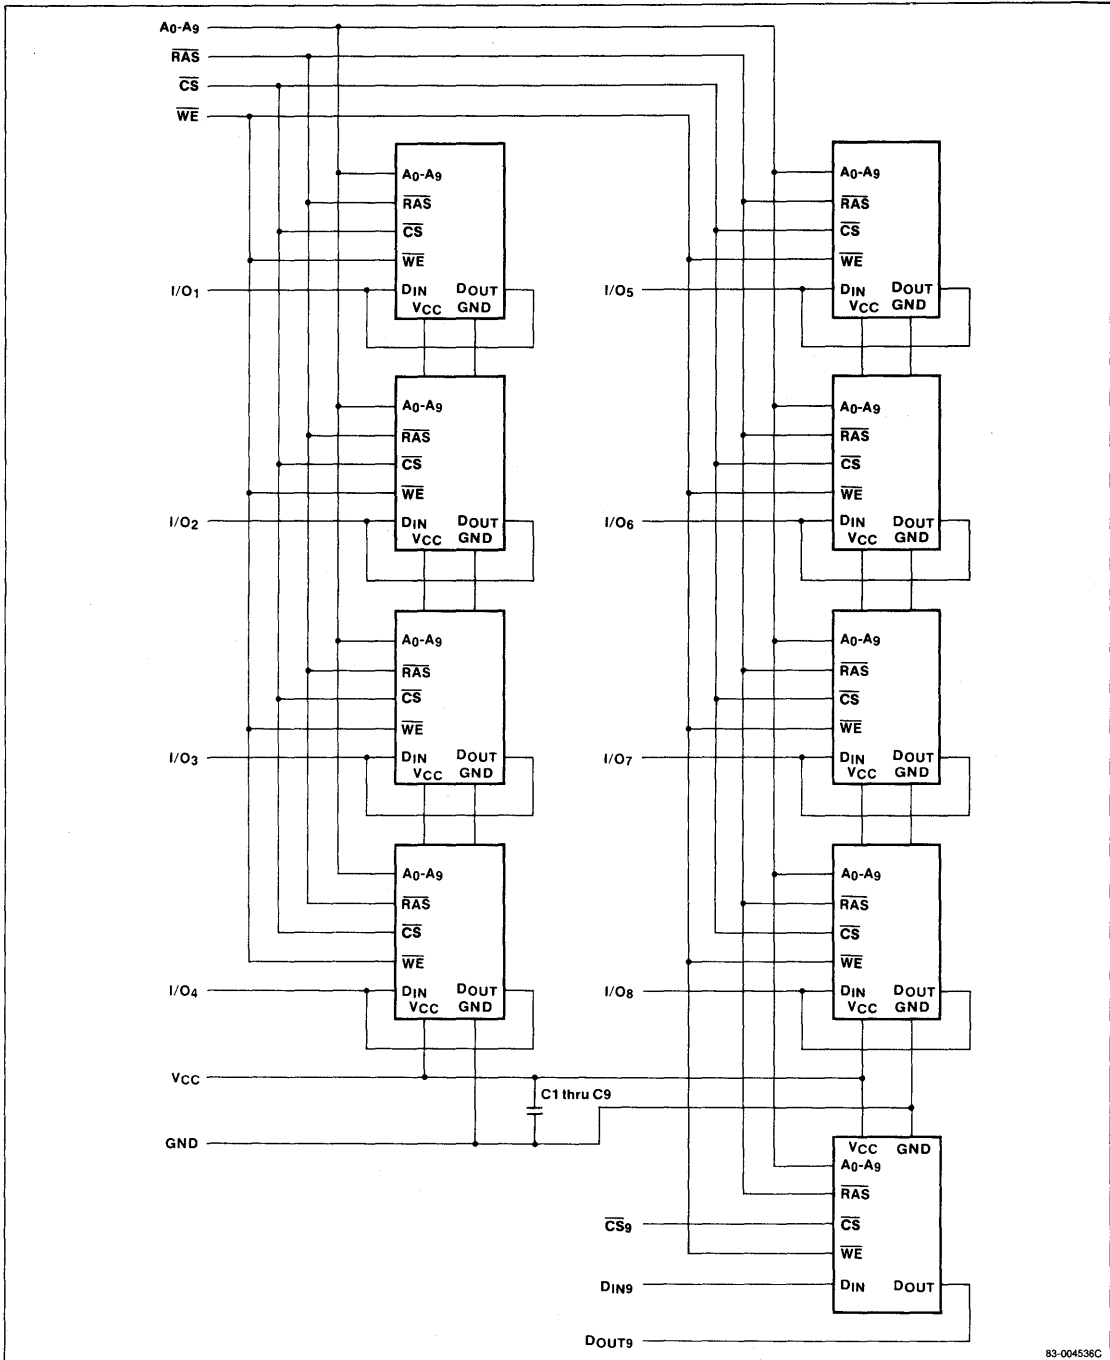 A0-A9
RAS
CS
WE
A0-A9
RAS
CS
WE
I/O1
DIN DOUT
VCC GND
A0-A9
RAS
CS
WE
I/O2
DIN DOUT
VCC GND
A0-A9
RAS
CS
WE
I/O3
DIN DOUT
VCC GND
A0-A9
RAS
CS
WE
I/O4
DIN DOUT
VCC GND
A0-A9
RAS
CS
WE
I/O5
DIN DOUT
VCC GND
A0-A9
RAS
CS
WE
I/O6
DIN DOUT
VCC GND
A0-A9
RAS
CS
WE
I/O7
DIN DOUT
VCC GND
A0-A9
RAS
CS
WE
I/O8
DIN DOUT
VCC GND
VCC
C1 thru C9
GND
VCC GND
A0-A9
RAS
CS9
CS
WE
DIN9
DIN DOUT
DOUT9
83-004536C